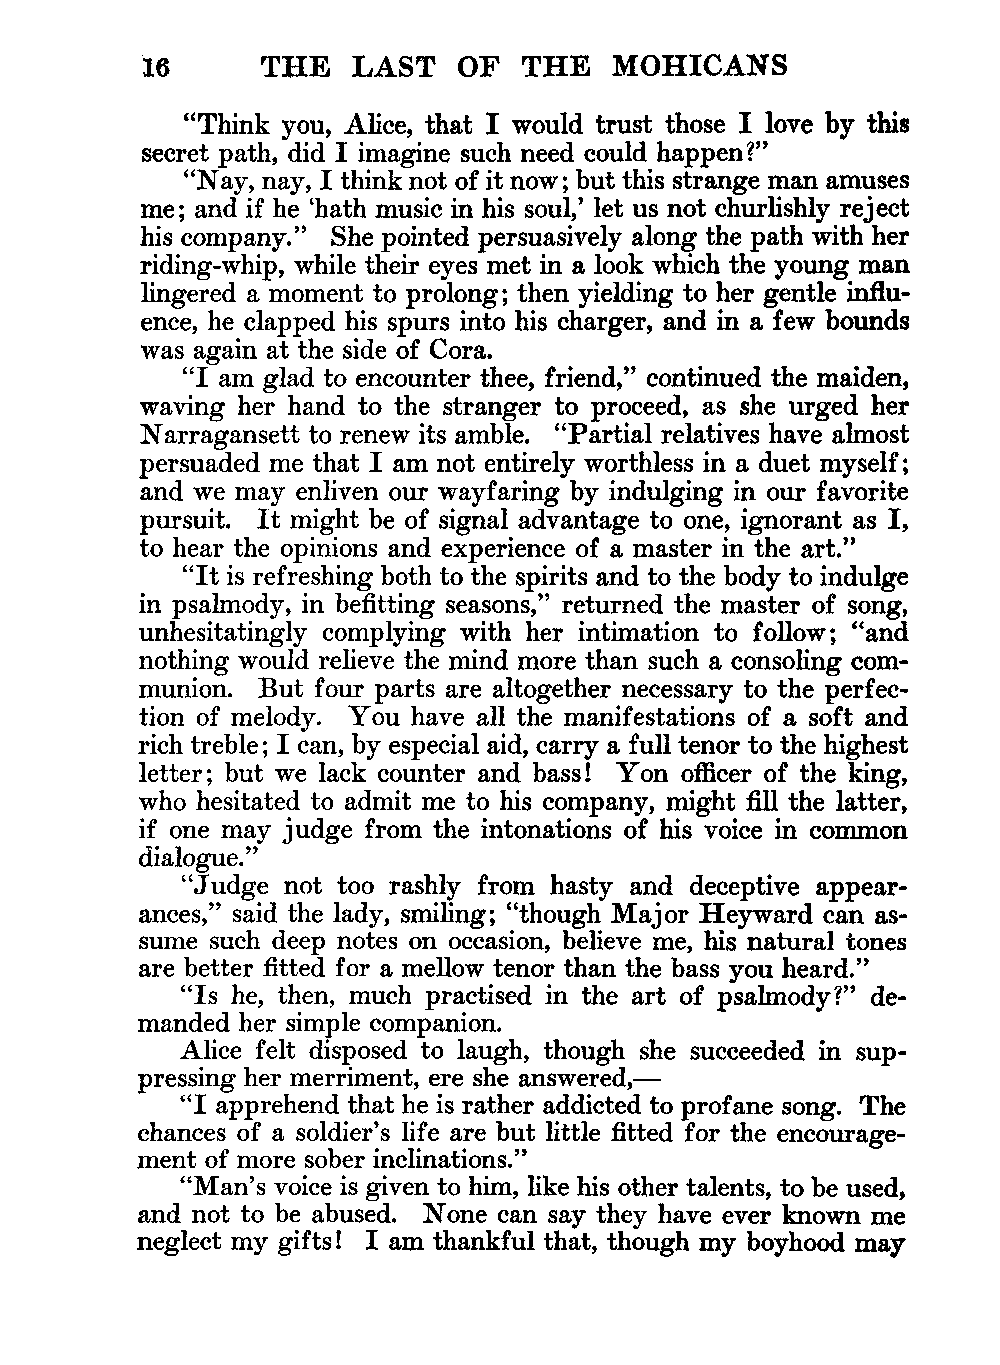 16 THE LAST OF THE MOHICANS
“Think you, Alice, that I would trust those I love by this
secret path, did I imagine such need could happen?”
“Nay, nay, I think not of it now; but this strange man amuses
me; and if he ‘hath music in his soul,’ let us not churlishly reject
his company.” She pointed persuasively along the path with her
riding-whip, while their eyes met in a look which the young man
lingered a moment to prolong; then yielding to her gentle influ-
ence, he clapped his spurs into his charger, and in a few bounds
was again at the side of Cora.
“I am glad to encounter thee, friend,” continued the maiden,
waving her hand to the stranger to proceed, as she urged her
Narragansett to renew its amble. “Partial relatives have almost
persuaded me that I am not entirely worthless in a duet myself;
and we may enliven our wayfaring by indulging in our favorite
pursuit. It might be of signal advantage to one, ignorant as I,
to hear the opinions and experience of a master in the art.”
“It is refreshing both to the spirits and to the body to indulge
in psalmody, in befitting seasons,” returned the master of song,
unhesitatingly complying with her intimation to follow; “and
nothing would relieve the mind more than such a consoling com-
munion. But four parts are altogether necessary to the perfec-
tion of melody. You have all the manifestations of a soft and
rich treble; I can, by especial aid, carry a full tenor to the highest
letter; but we lack counter and bass! Yon officer of the king,
who hesitated to admit me to his company, might fill the latter,
if one may judge from the intonations of his voice in common
dialogue.”
“Judge not too rashly from hasty and deceptive appear-
ances,” said the lady, smiling; “though Major Heyward can as-
sume such deep notes on occasion, believe me, his natural tones
are better fitted for a mellow tenor than the bass you heard.”
“Is he, then, much practised in the art of psalmody?” de-
manded her simple companion.
Alice felt disposed to laugh, though she succeeded in sup-
pressing her merriment, ere she answered,—
“I apprehend that he is rather addicted to profane song. The
chances of a soldier’s life are but little fitted for the encourage-
ment of more sober inclinations.”
“Man’s voice is given to him, like his other talents, to be used,
and not to be abused. None can say they have ever known me
neglect my gifts! I am thankful that, though my boyhood may